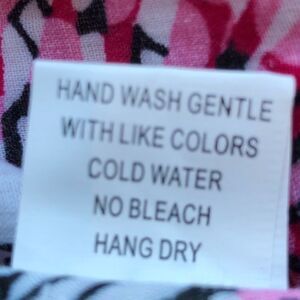 HAND WASH GENTLE
WITH LIKE COLORS
COLD WATER
NO BLEACH
HANG DRY